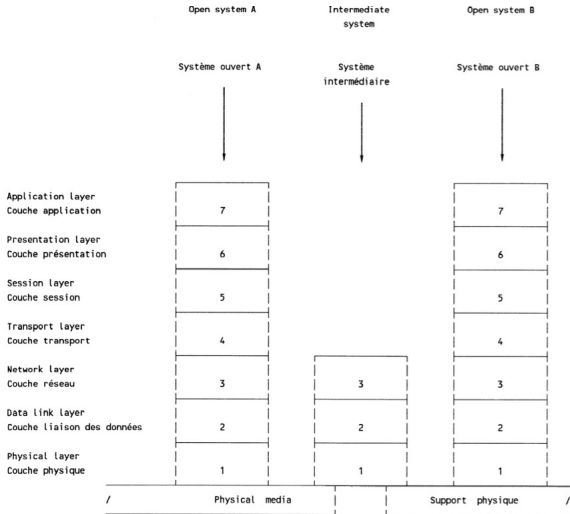 Open system A Intermediate system Open system B
Système ouvert A Système intermédiaire Système ouvert B
Application layer
Couche application 7 7
Presentation layer
Couche présentation 6 6
Session layer
Couche session 5 5
Transport layer
Couche transport 4 4
Network layer
Couche réseau 3 3 3
Data link layer
Couche liaison des données 2 2 2
Physical layer
Couche physique 1 1 1
/ Physical media Support physique /